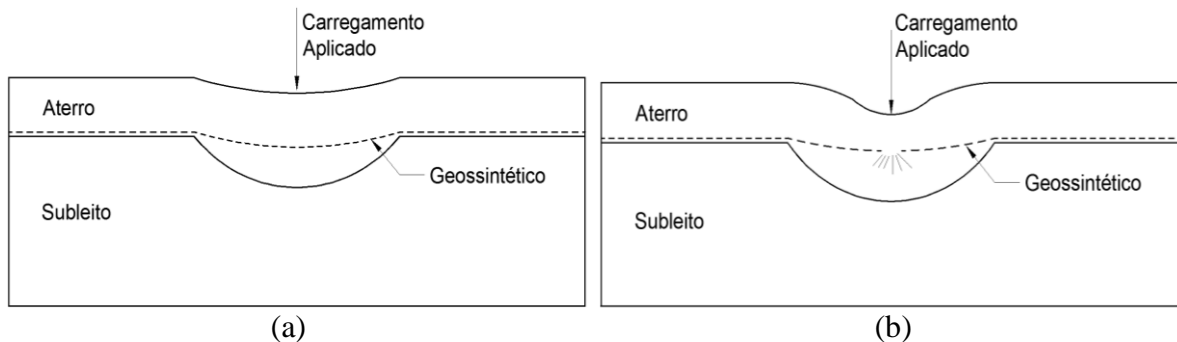 Carregamento
Aplicado
Aterro
Geossintético
Subleito
(a)
Carregamento
Aplicado
Aterro
Geossintético
Subleito
(b)